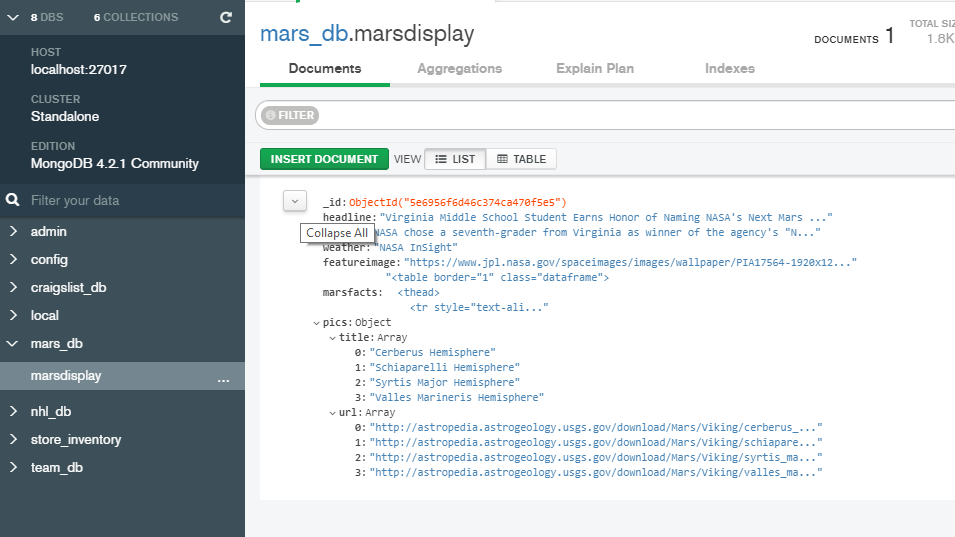 8 DBS 6 COLLECTIONS
HOST
localhost:27017
CLUSTER
Standalone
EDITION
MongoDB 4.2.1 Community
Filter your data
admin
config
craigslist_db
local
mars_db
marsdisplay ...
nhl_db
store_inventory
team_db
mars_db.marsdisplay
DOCUMENTS 1
TOTAL SIZ
1.8K
Documents Aggregations Explain Plan Indexes
FILTER
INSERT DOCUMENT VIEW LIST TABLE
_id: ObjectId("5e6956f6d46c374ca470f5e5")
headline: "Virginia Middle School Student Earns Honor of Naming NASA's Next Mars ..."
Collapse All
NASA chose a seventh-grader from Virginia as winner of the agency's "N..."
weather: "NASA InSight"
featureimage: "https://www.jpl.nasa.gov/spaceimages/images/wallpaper/PIA17564-1920x12..."
"<table border="1" class="dataframe">
marsfacts: <thead>
<tr style="text-ali..."
pics: Object
title: Array
0: "Cerberus Hemisphere"
1: "Schiaparelli Hemisphere"
2: "Syrtis Major Hemisphere"
3: "Valles Marineris Hemisphere"
url: Array
0: "http://astropedia.astrogeology.usgs.gov/download/Mars/Viking/cerberus_..."
1: "http://astropedia.astrogeology.usgs.gov/download/Mars/Viking/schiapare..."
2: "http://astropedia.astrogeology.usgs.gov/download/Mars/Viking/syrtis_ma..."
3: "http://astropedia.astrogeology.usgs.gov/download/Mars/Viking/valles_ma..."